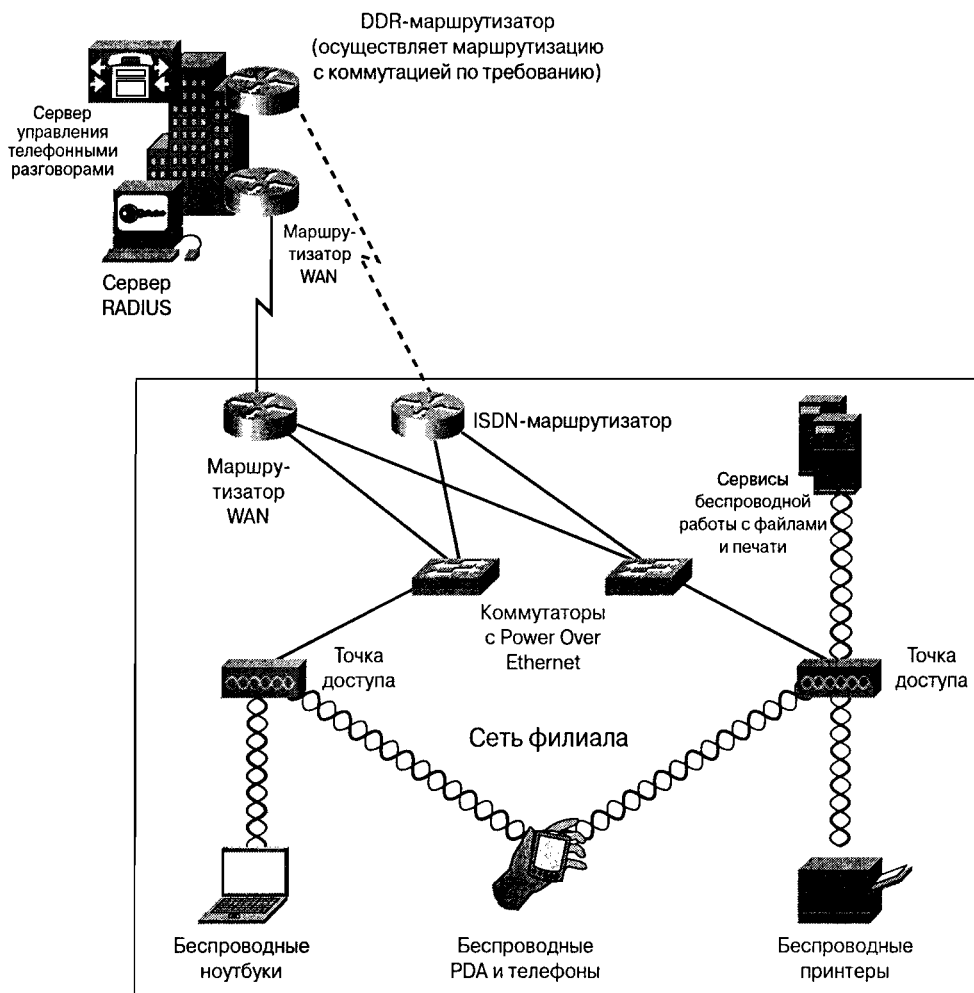 DDR-маршрутизатор
(осуществляет маршрутизацию
с коммутацией по требованию)
Сервер
управления
телефонными
разговорами
Маршру-
тизатор
WAN
Сервер
RADIUS
ISDN-маршрутизатор
Маршру-
тизатор
WAN
Сервисы
беспроводной
работы с файлами
и печати
Коммутаторы
с Power Over
Ethernet
Точка
доступа
Точка
доступа
Сеть филиала
Беспроводные
ноутбуки
Беспроводные
PDA и телефоны
Беспроводные
принтеры